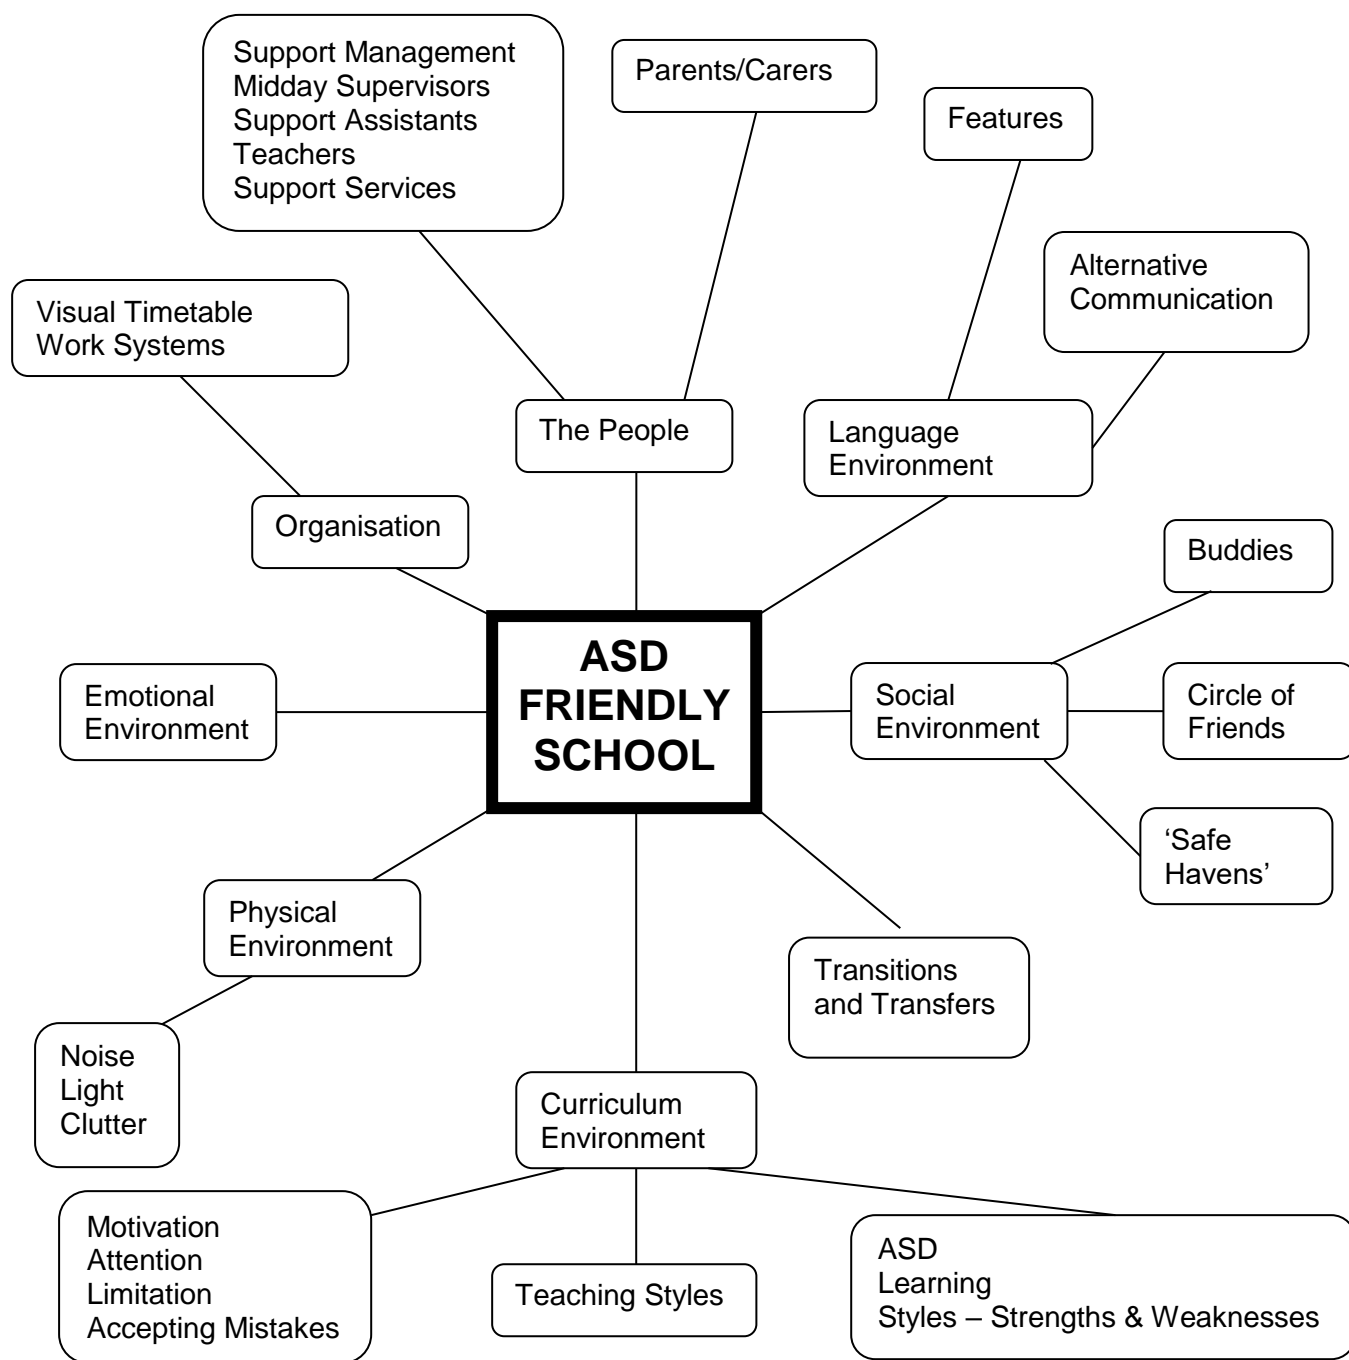 Support Management
Midday Supervisors
Support Assistants
Teachers
Support Services
Parents/Carers
Features
Alternative
Communication
Visual Timetable
Work Systems
The People
Language
Environment
Organisation
Buddies
ASD
FRIENDLY
SCHOOL
Emotional
Environment
Social
Environment
Circle of
Friends
‘Safe
Havens’
Physical
Environment
Transitions
and Transfers
Noise
Light
Clutter
Curriculum
Environment
Motivation
Attention
Limitation
Accepting Mistakes
Teaching Styles
ASD
Learning
Styles – Strengths & Weaknesses